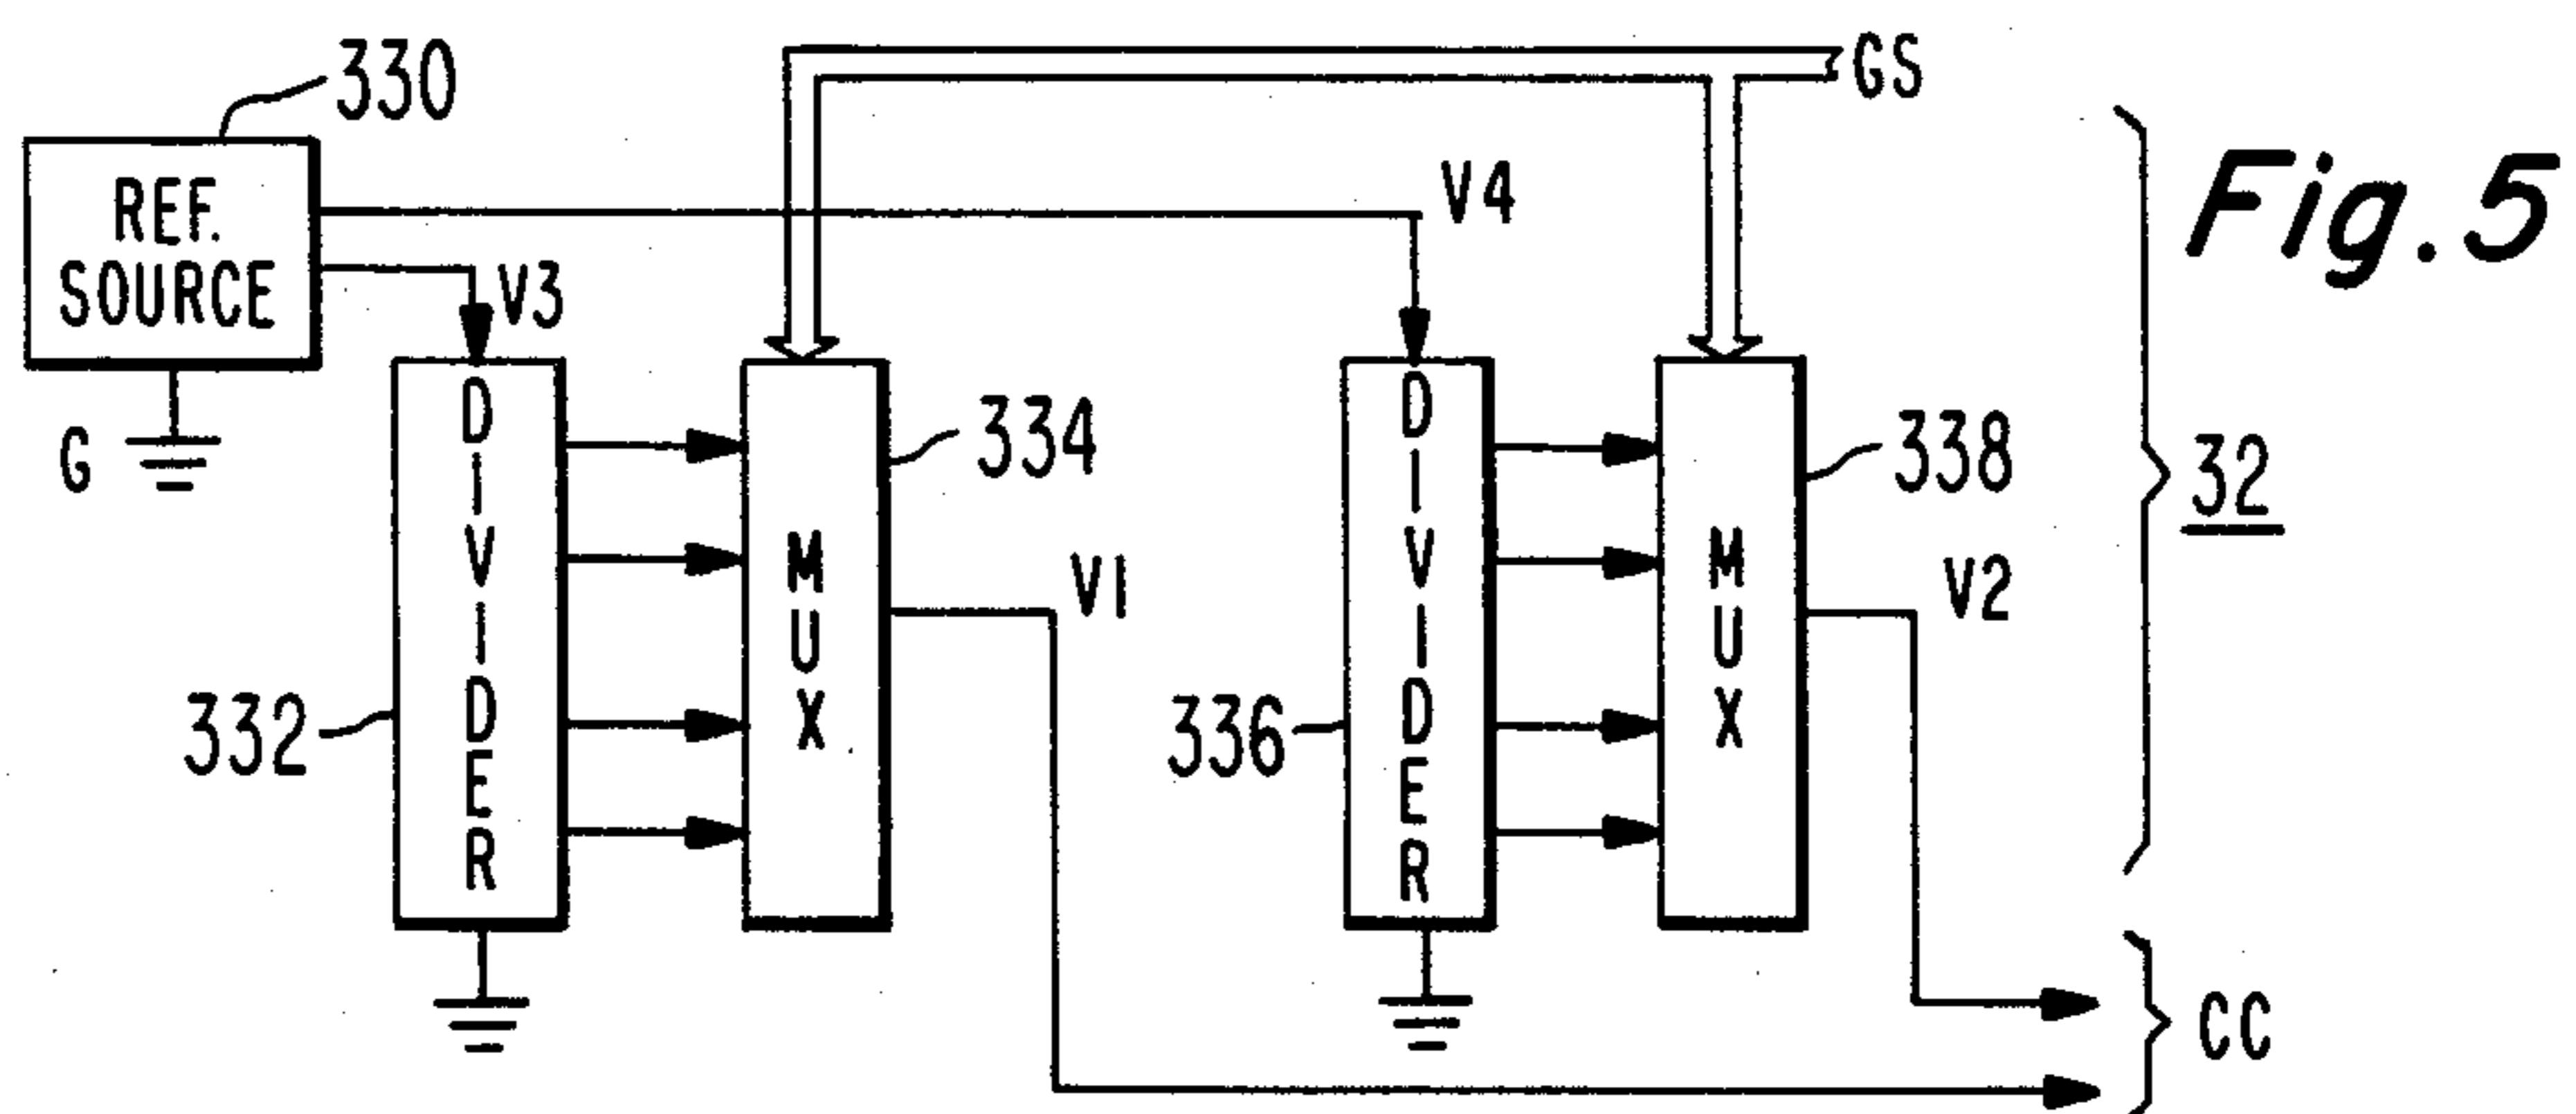 330
GS
Fig. 5
REF.
SOURCE
V4
V3
G
DIVIDER
334
DIVIDER
338
32
MUX
V1
MUX
V2
332
336
CC